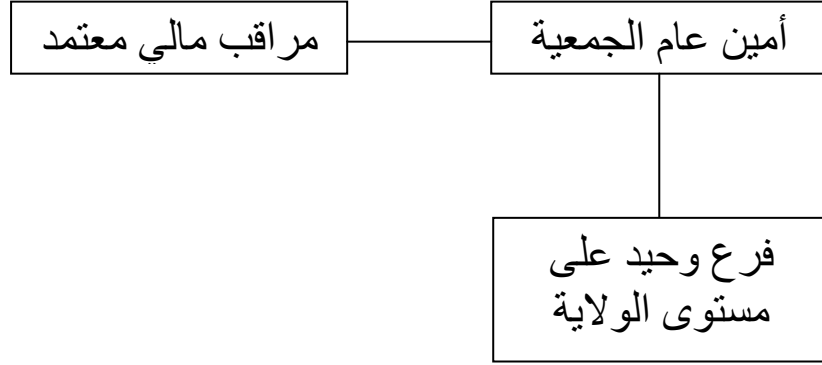 أمين عام الجمعية
مراقب مالي معتمد
فرع وحيد على
مستوى الولاية